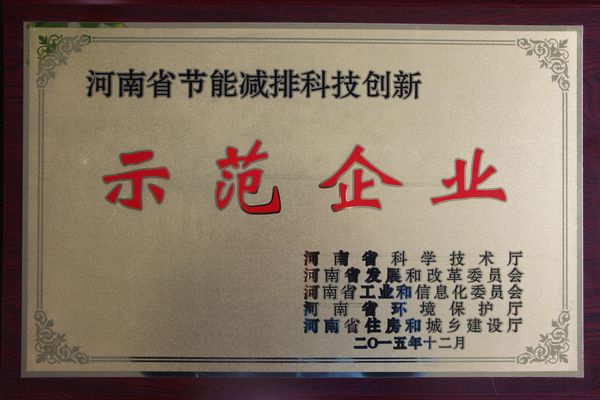 河南省节能减排科技创新
示范企业
河南省科学技术厅
河南省发展和改革委员会
河南省工业和信息化委员会
河南省环境保护厅
河南省住房和城乡建设厅
二〇一五年十二月